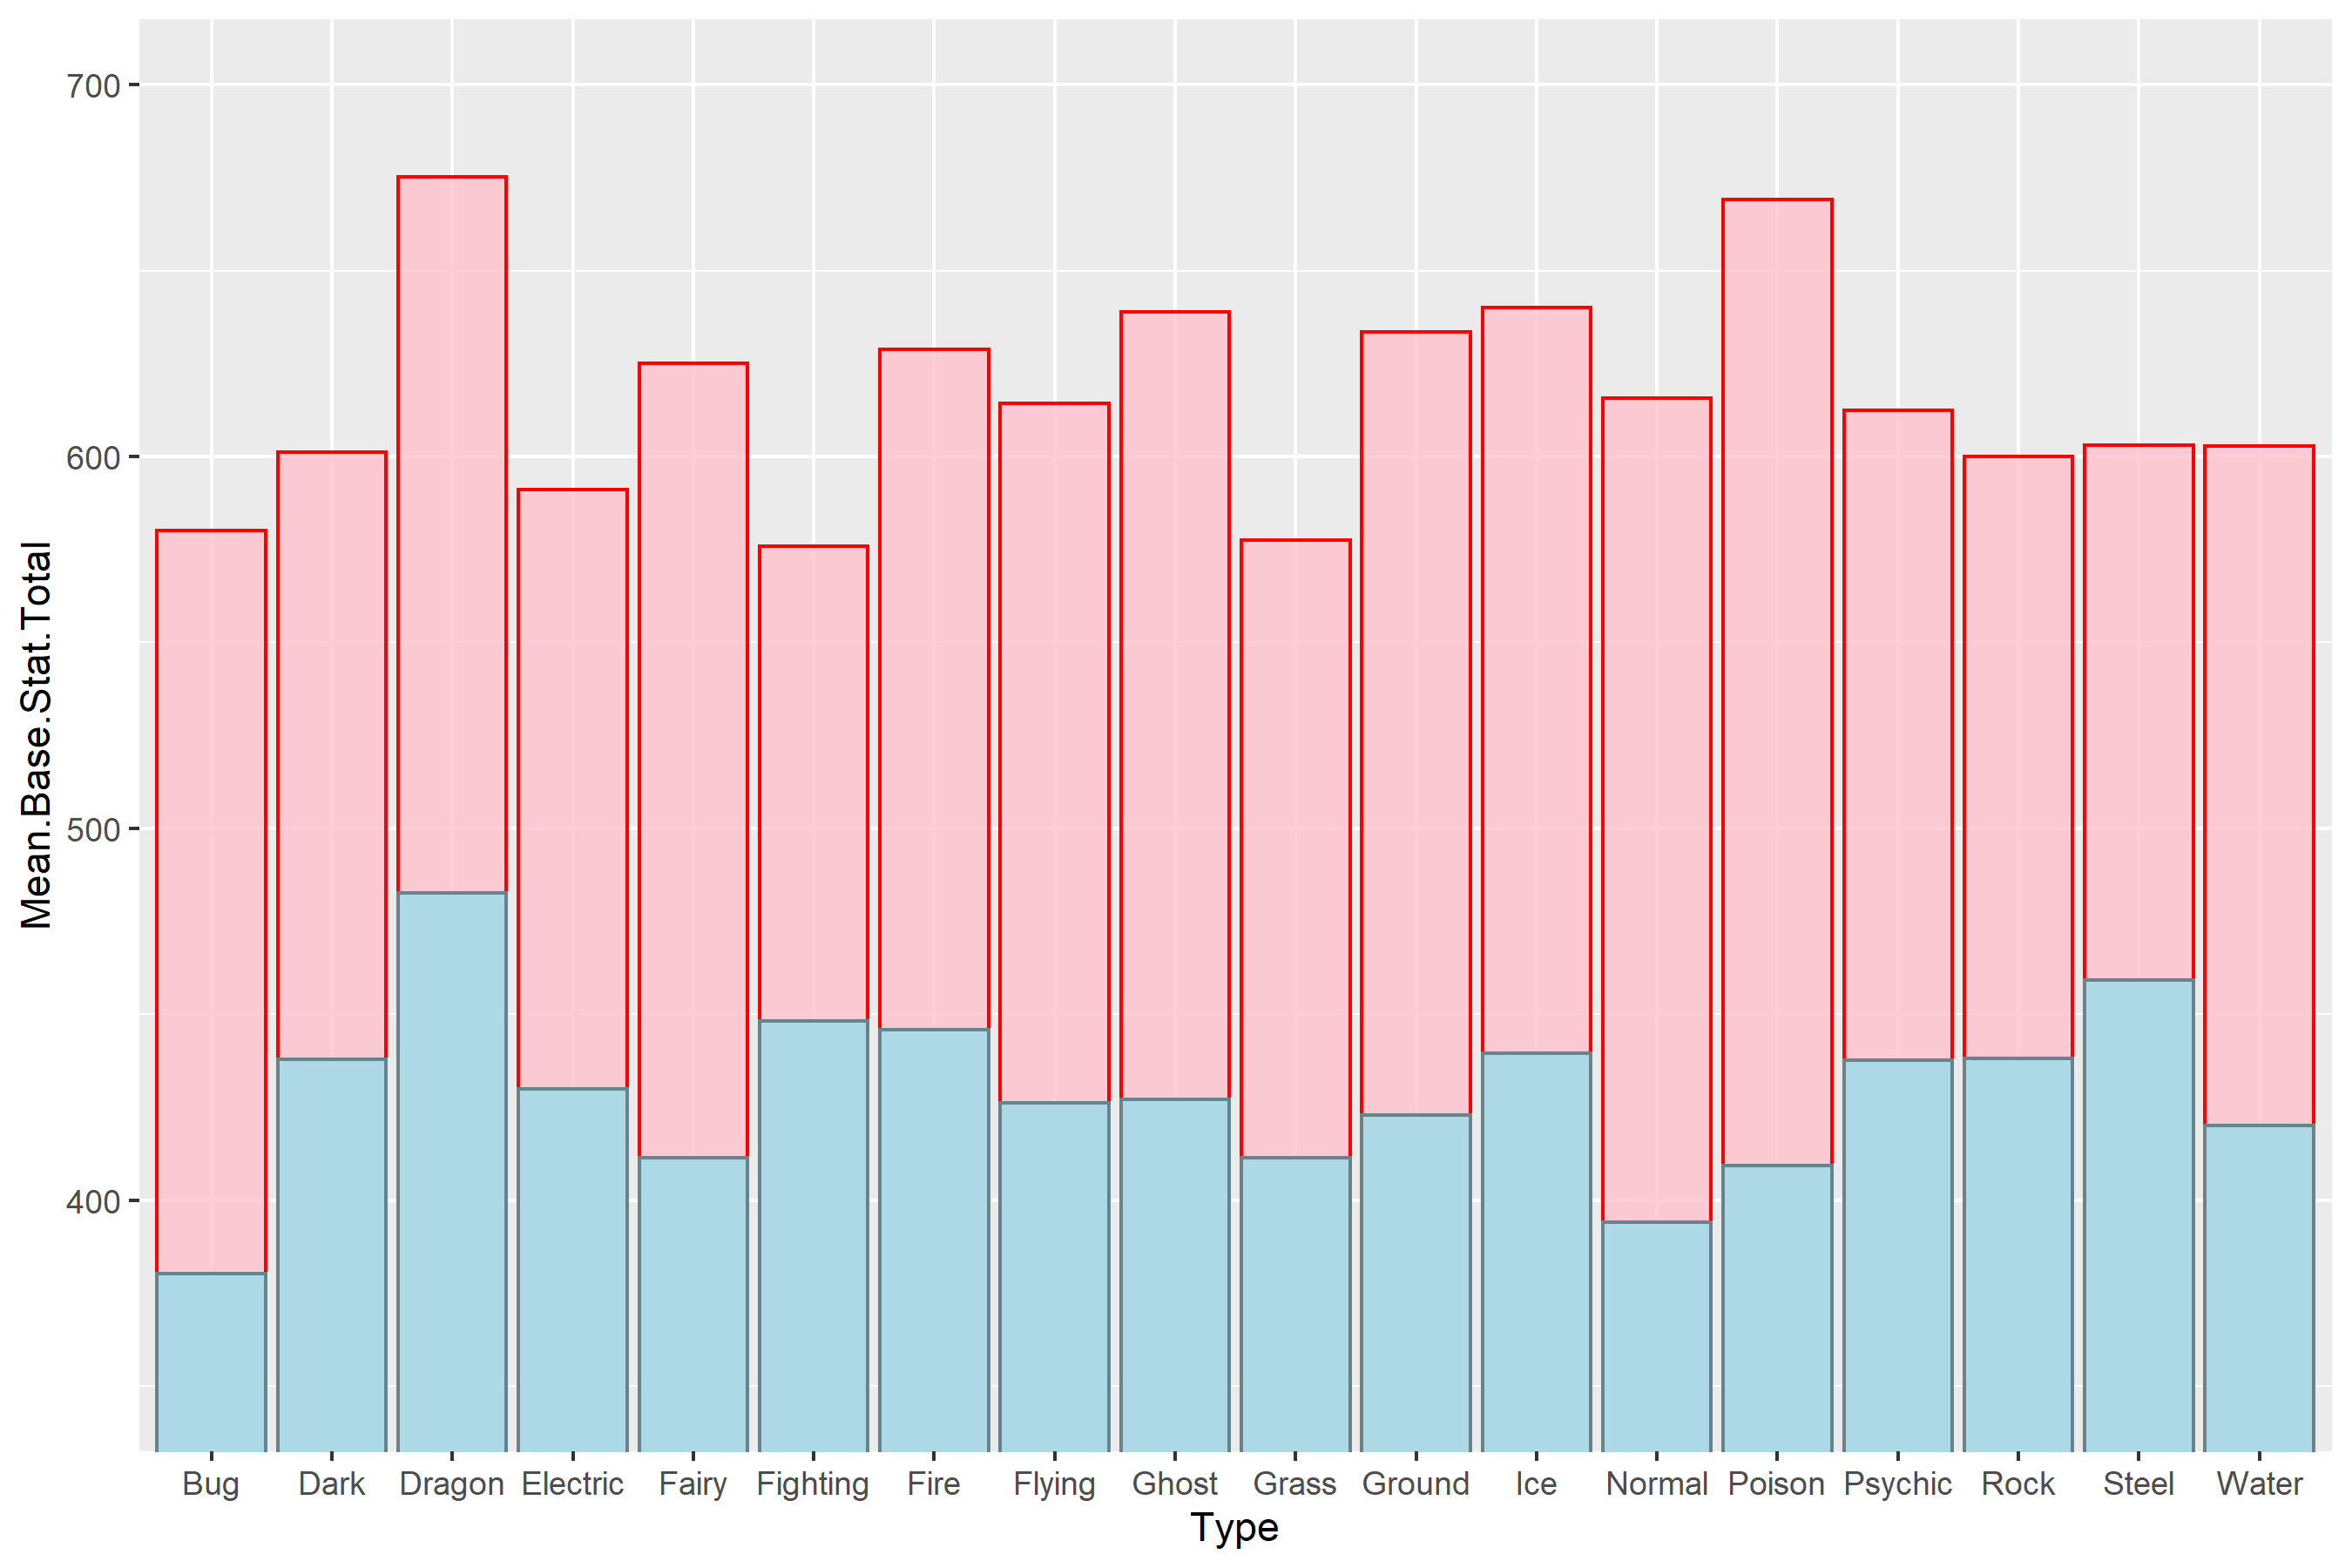 Mean.Base.Stat.Total
700
600
500
400
Bug Dark Dragon Electric Fairy Fighting Fire Flying Ghost Grass Ground Ice Normal Poison Psychic Rock Steel Water
Type